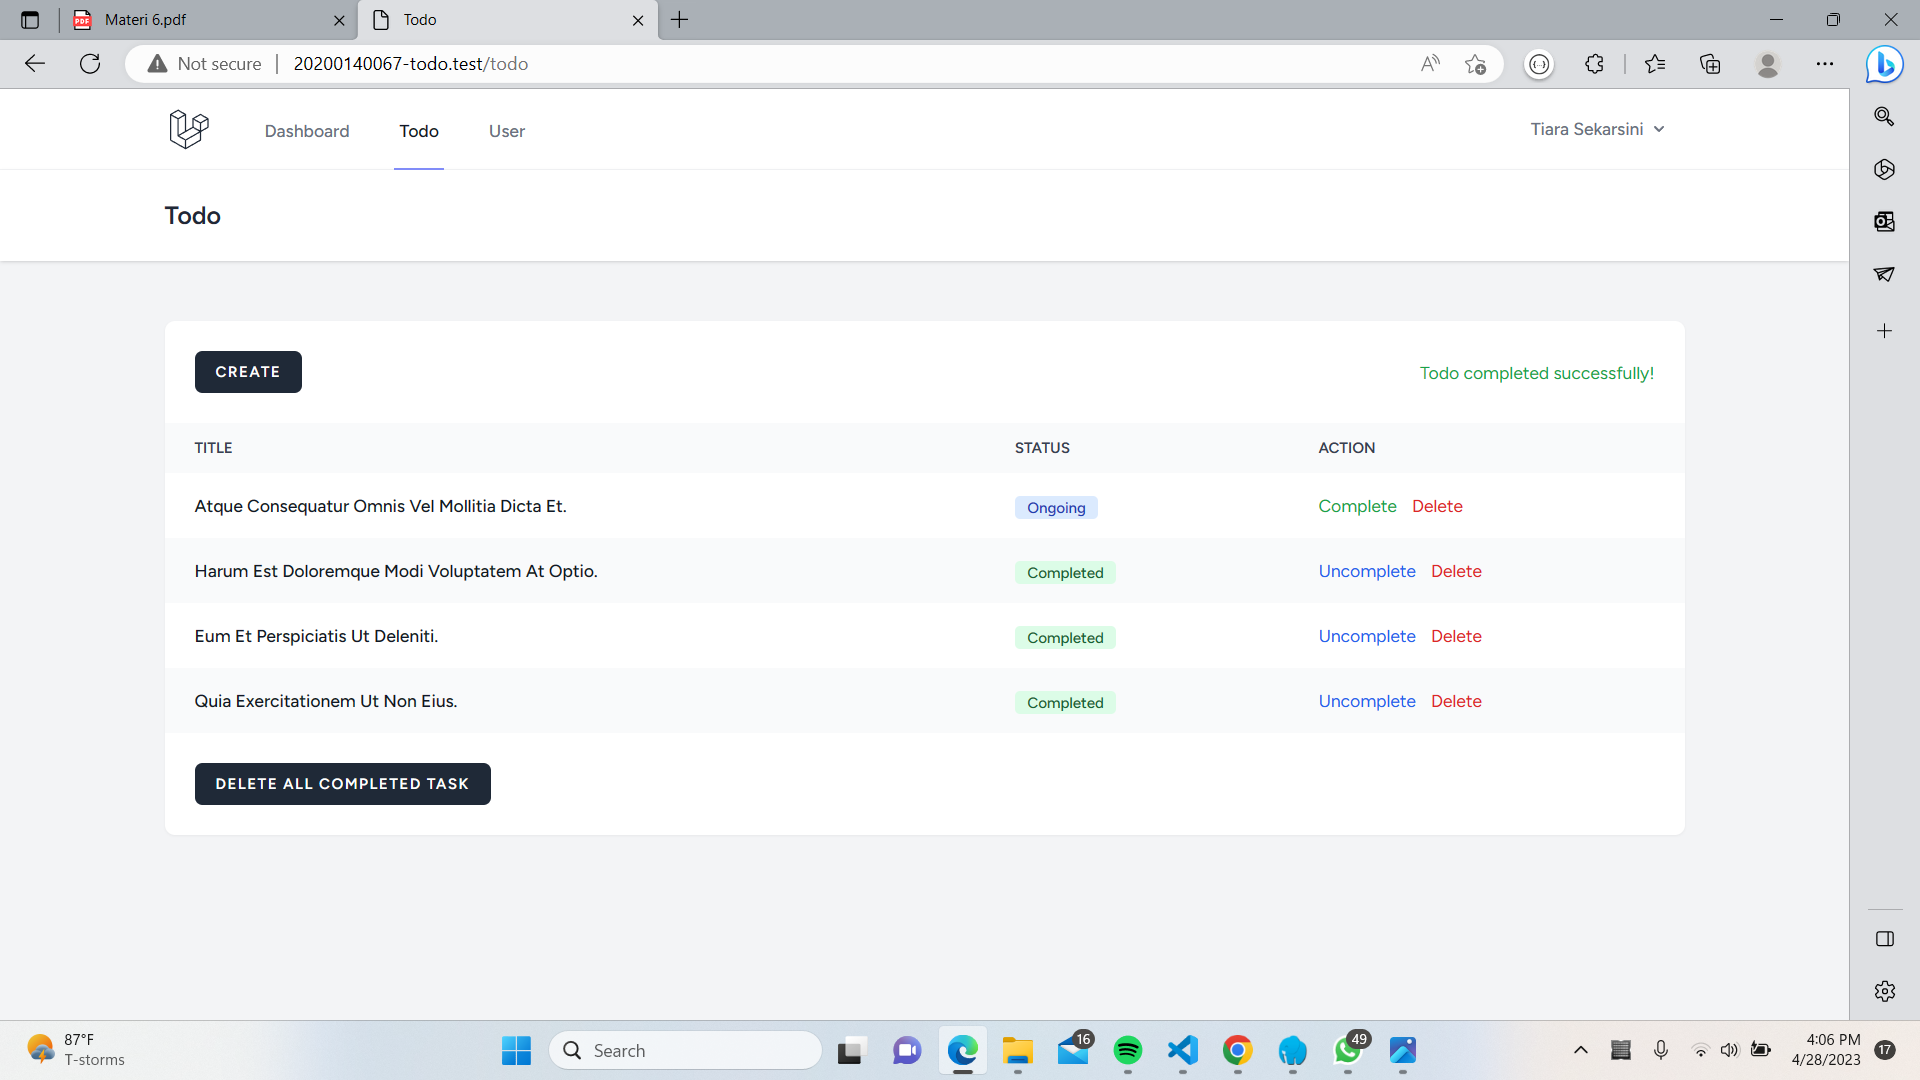 Materi 6.pdf
Todo
Not secure
20200140067-todo.test/todo
Dashboard
Todo
User
Tiara Sekarsini
Todo
CREATE
Todo completed successfully!
TITLE
STATUS
ACTION
Atque Consequatur Omnis Vel Mollitia Dicta Et.
Ongoing
Complete
Delete
Harum Est Doloremque Modi Voluptatem At Optio.
Completed
Uncomplete
Delete
Eum Et Perspiciatis Ut Deleniti.
Completed
Uncomplete
Delete
Quia Exercitationem Ut Non Eius.
Completed
Uncomplete
Delete
DELETE ALL COMPLETED TASK
87°F
T-storms
Search
16
49
4:06 PM
4/28/2023
17